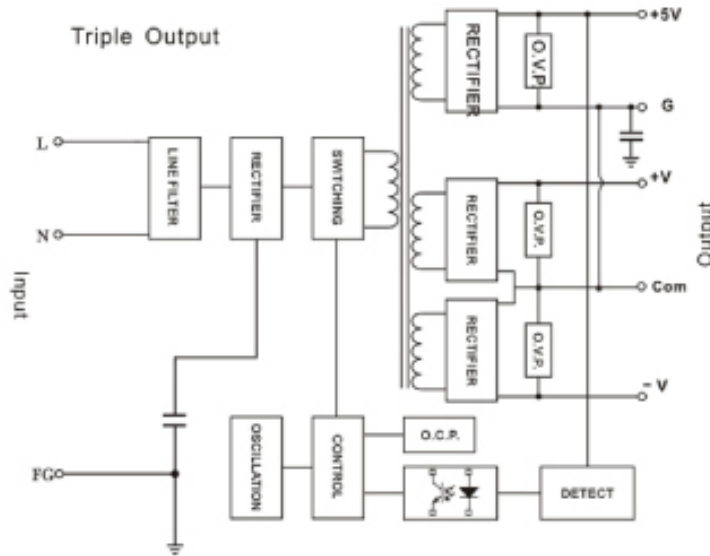 Triple Output
+5V
RECTIFIER
O.V.P
G
L
LINE FILTER
RECTIFIER
SWITCHING
+V
RECTIFIER
O.V.P.
N
Output
Input
Com
RECTIFIER
O.V.P.
- V
OSCILLATION
CONTROL
O.C.P.
FG
DETECT